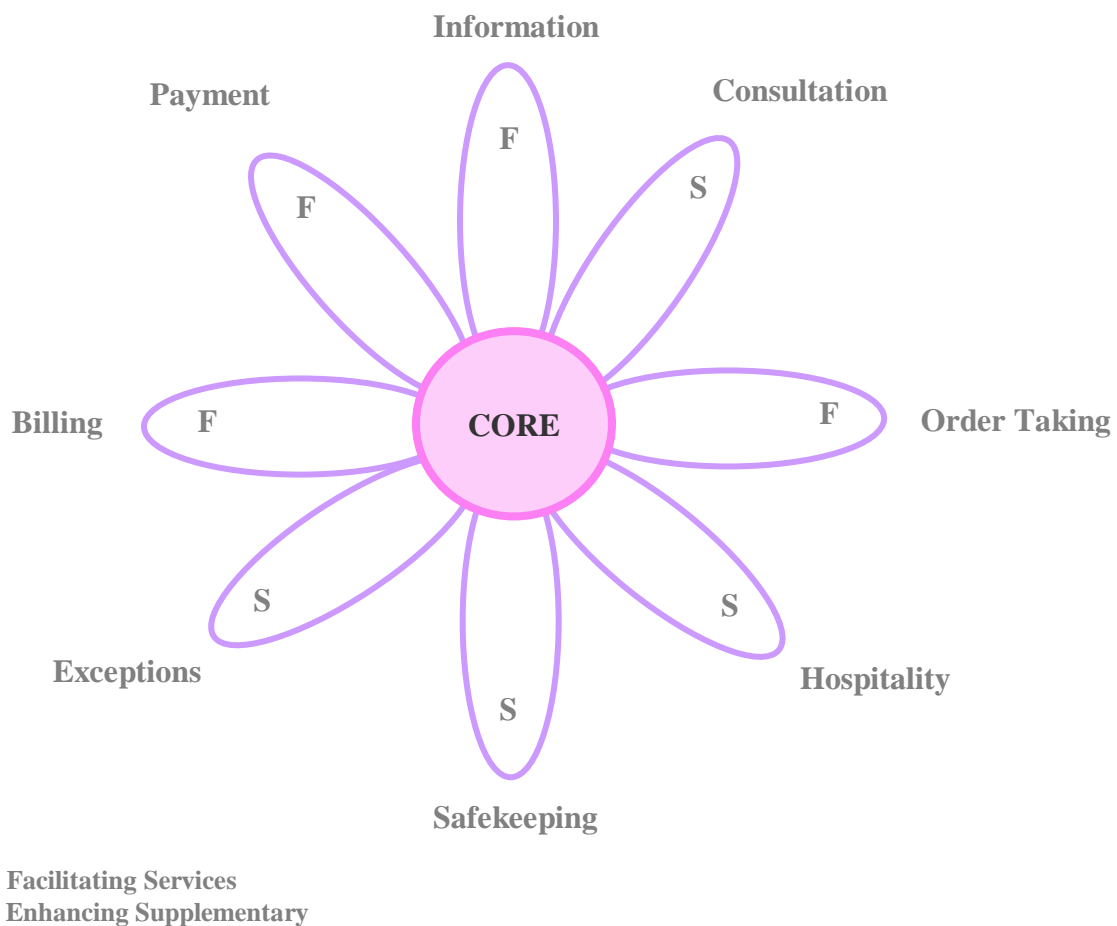 Information
Payment
Consultation
F
S
F
Billing
F
CORE
F
Order Taking
S
S
Exceptions
Hospitality
S
Safekeeping
Facilitating Services
Enhancing Supplementary